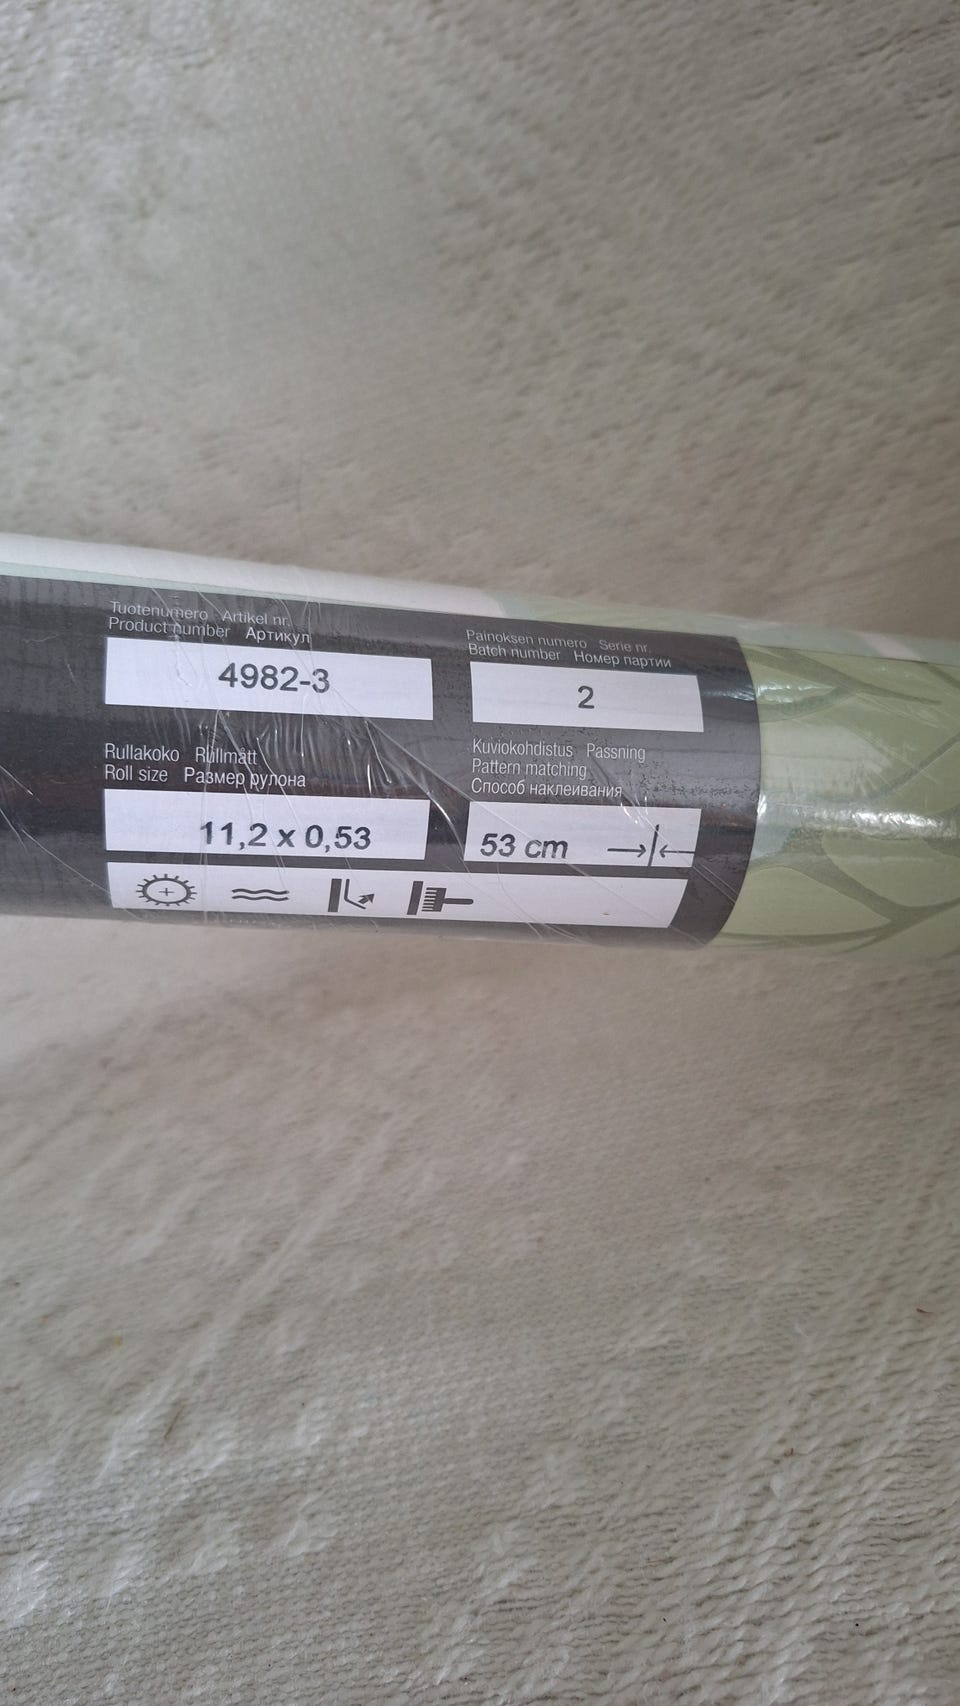 Tuotenumero Artikel nr.
Product number Артикул
4982-3
Painoksen numero Serie nr.
Batch number Номер партии
2
Rullakoko Rullmått
Roll size Размер рулона
11,2 x 0,53
Kuviokohdistus Passning
Pattern matching
Способ наклеивания
53 cm